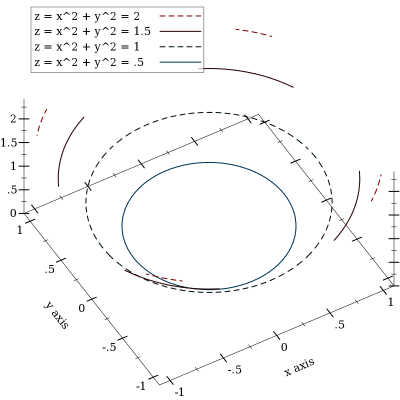 z = x^2 + y^2 = 2
z = x^2 + y^2 = 1.5
z = x^2 + y^2 = 1
z = x^2 + y^2 = .5
2
1.5
1
.5
0
1
.5
0
-.5
-1
y axis
-1
-.5
0
.5
1
x axis